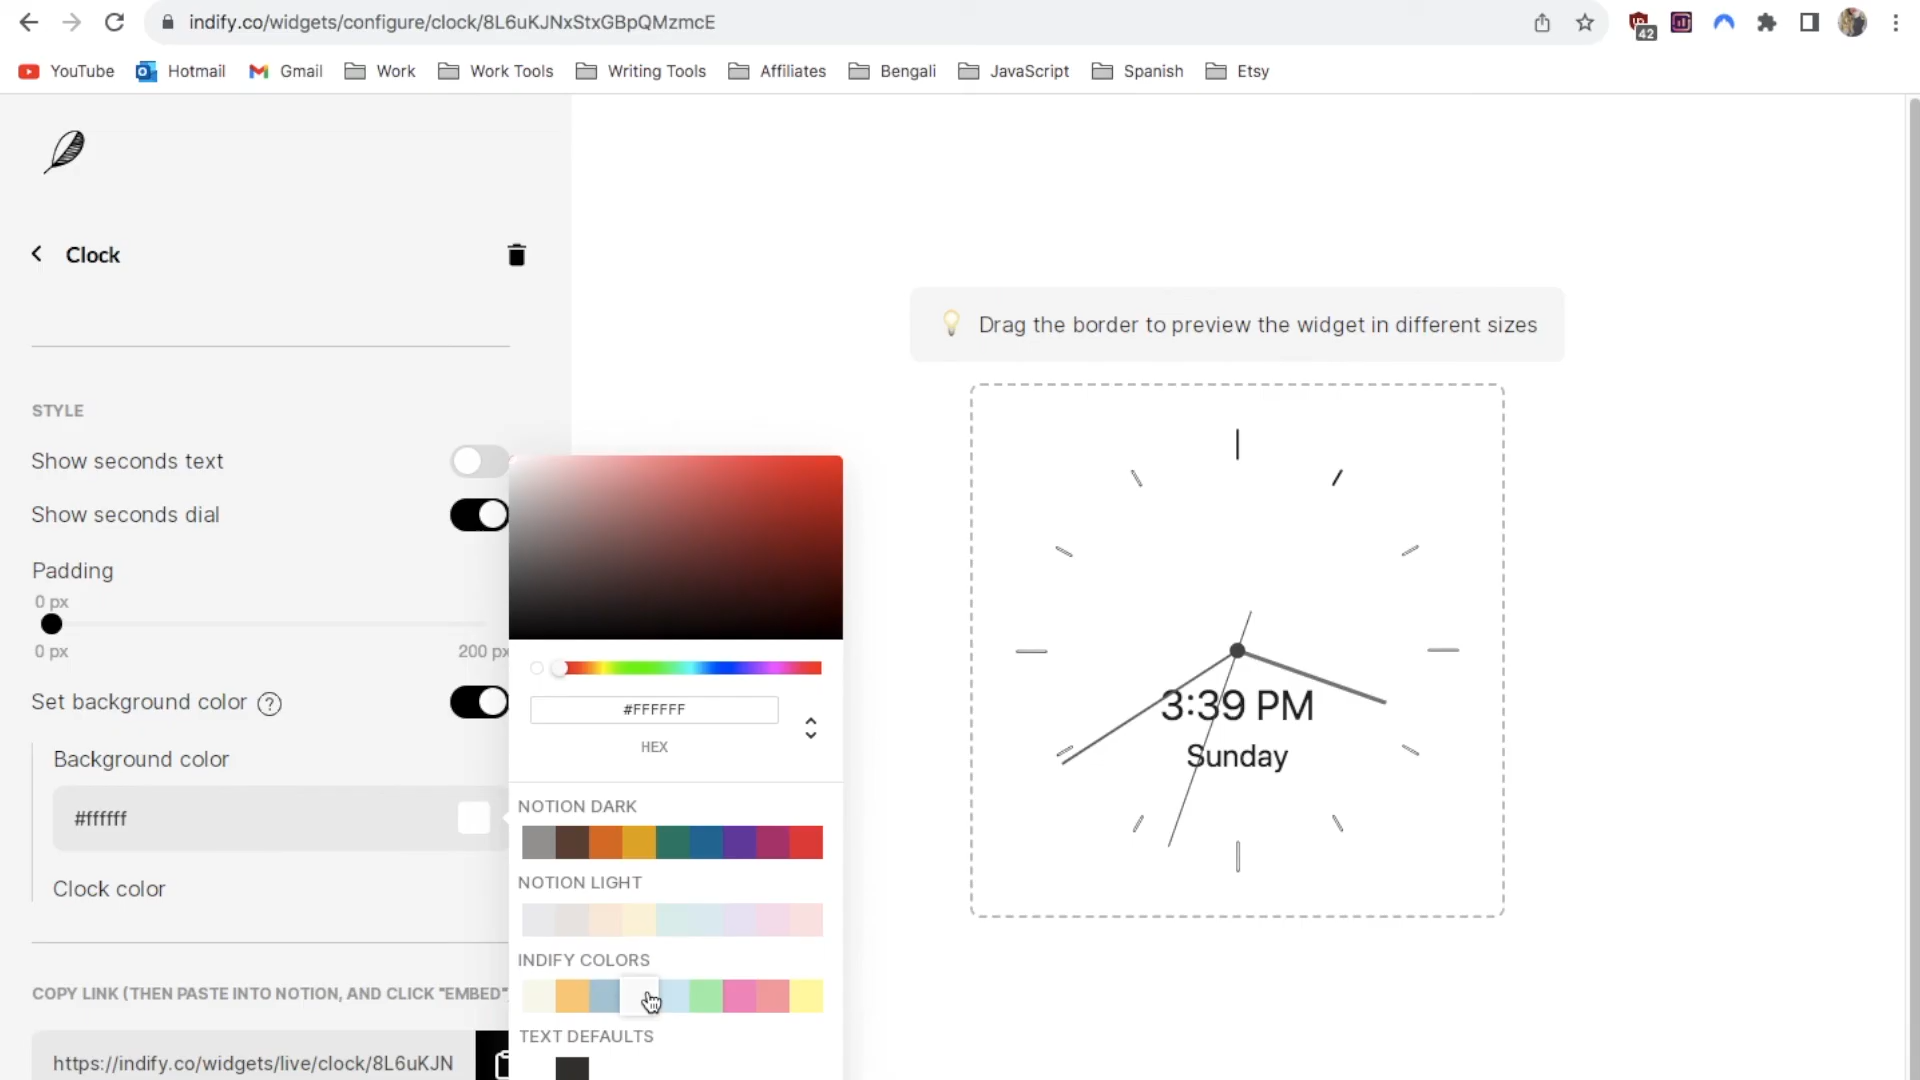 indify.co/widgets/configure/clock/8L6uKJNxStxGBpQMzmcE
42
YouTube Hotmail Gmail Work Work Tools Writing Tools Affiliates Bengali JavaScript Spanish Etsy
Clock
STYLE
Show seconds text
Show seconds dial
Padding
0 px
0 px 200 px
Set background color ?
Background color
#ffffff
Clock color
COPY LINK (THEN PASTE INTO NOTION, AND CLICK "EMBED"
https://indify.co/widgets/live/clock/8L6uKJN
#FFFFFF
HEX
NOTION DARK
NOTION LIGHT
INDIFY COLORS
TEXT DEFAULTS
Drag the border to preview the widget in different sizes
3:39 PM
Sunday